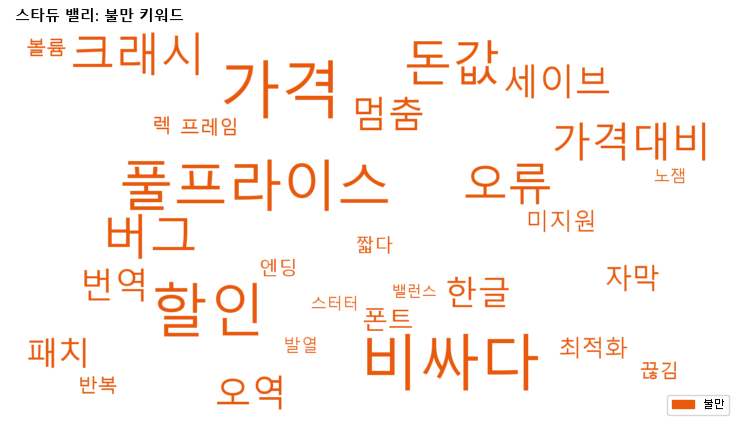 스타듀 밸리: 불만 키워드
볼륨
크래시
가격
돈값
세이브
멈춤
렉
프레임
가격대비
풀프라이스
오류
노잼
미지원
버그
짧다
번역
엔딩
할인
스터터
밸런스
한글
자막
폰트
패치
발열
비싸다
최적화
끊김
반복
오역
불만